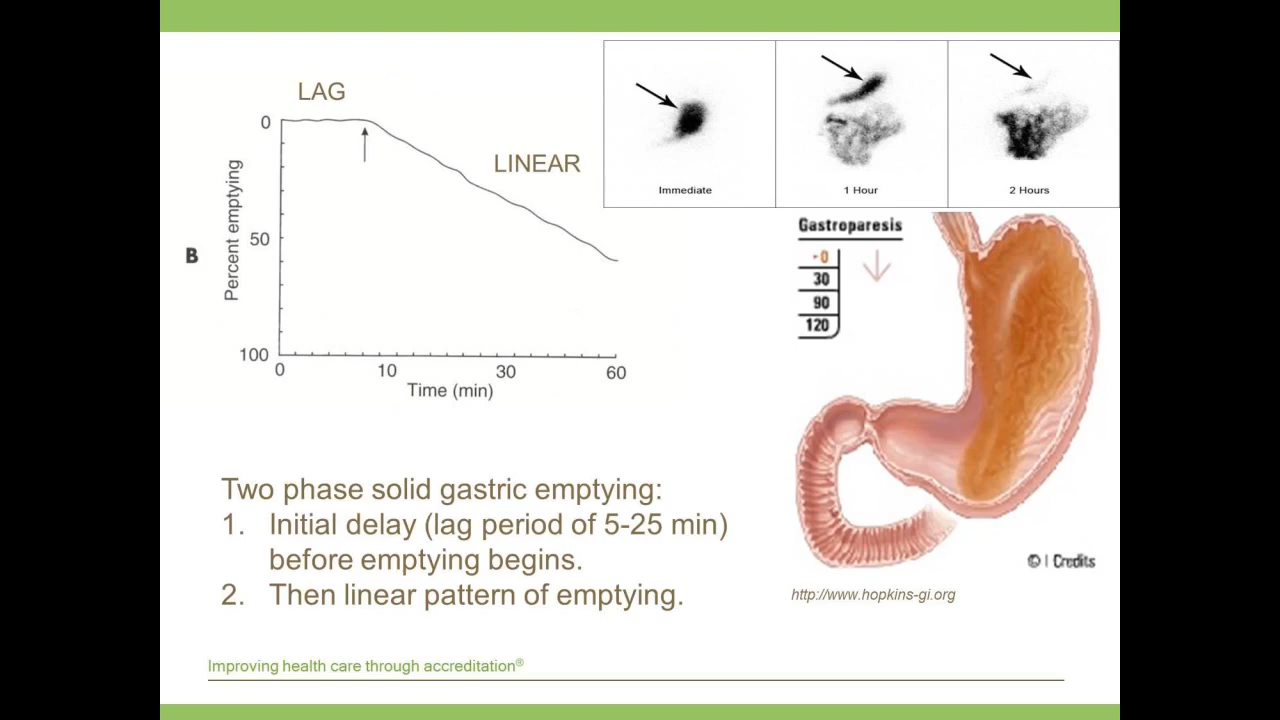 LAG
LINEAR
B
Percent emptying
0
50
100
0
10
30
60
Time (min)
Immediate
1 Hour
2 Hours
Gastroparesis
-0
30
90
120
© | Credits
http://www.hopkins-gi.org
Two phase solid gastric emptying:
1. Initial delay (lag period of 5-25 min)
before emptying begins.
2. Then linear pattern of emptying.
Improving health care through accreditation®